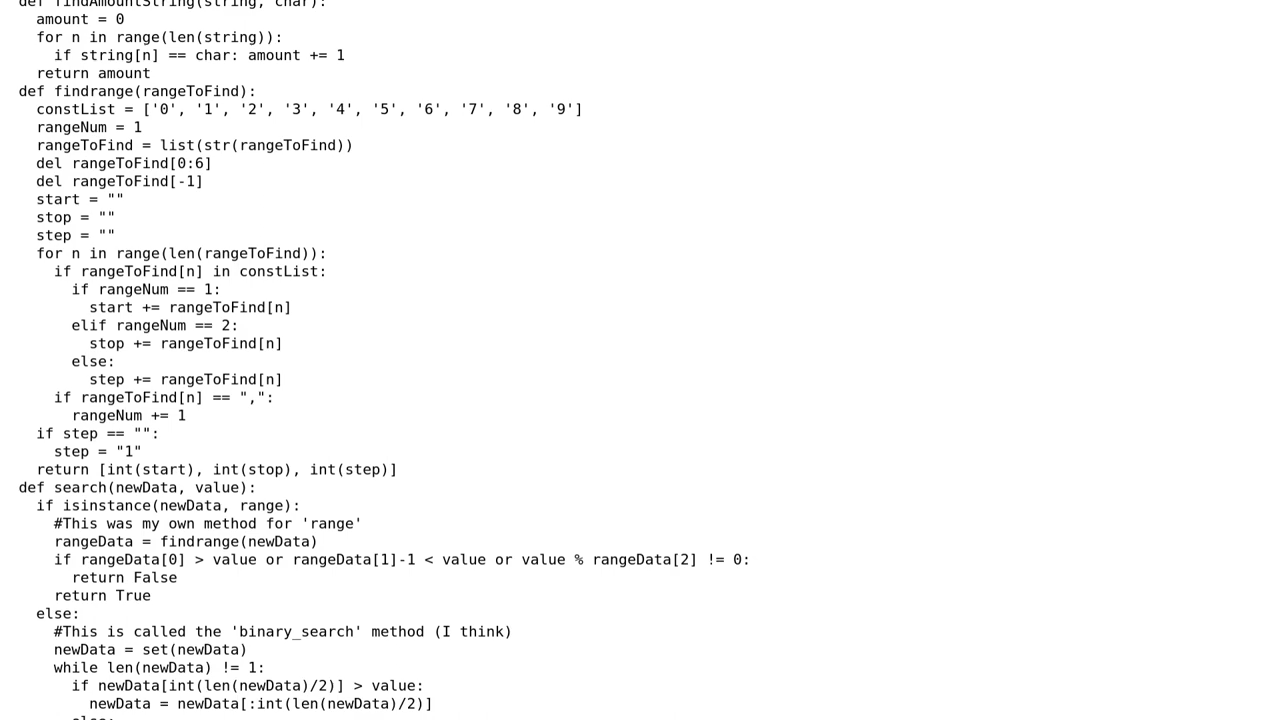 def findAmountString(string, char):
  amount = 0
  for n in range(len(string)):
    if string[n] == char: amount += 1
  return amount
def findrange(rangeToFind):
  constList = ['0', '1', '2', '3', '4', '5', '6', '7', '8', '9']
  rangeNum = 1
  rangeToFind = list(str(rangeToFind))
  del rangeToFind[0:6]
  del rangeToFind[-1]
  start = ""
  stop = ""
  step = ""
  for n in range(len(rangeToFind)):
    if rangeToFind[n] in constList:
      if rangeNum == 1:
        start += rangeToFind[n]
      elif rangeNum == 2:
        stop += rangeToFind[n]
      else:
        step += rangeToFind[n]
    if rangeToFind[n] == ",":
      rangeNum += 1
  if step == "":
    step = "1"
  return [int(start), int(stop), int(step)]
def search(newData, value):
  if isinstance(newData, range):
    #This was my own method for 'range'
    rangeData = findrange(newData)
    if rangeData[0] > value or rangeData[1]-1 < value or value % rangeData[2] != 0:
      return False
    return True
  else:
    #This is called the 'binary_search' method (I think)
    newData = set(newData)
    while len(newData) != 1:
      if newData[int(len(newData)/2)] > value:
        newData = newData[:int(len(newData)/2)]
      else: